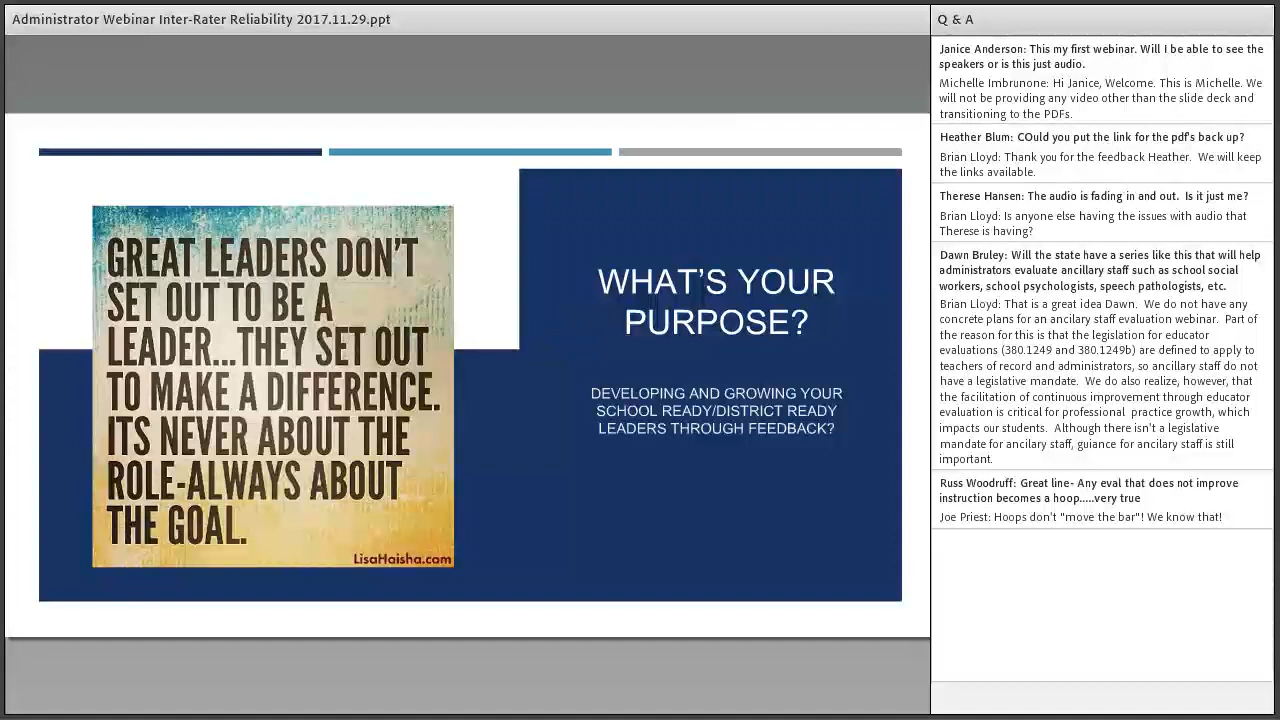 Administrator Webinar Inter-Rater Reliability 2017.11.29.ppt
GREAT LEADERS DON'T
SET OUT TO BE A
LEADER...THEY SET OUT
TO MAKE A DIFFERENCE.
ITS NEVER ABOUT THE
ROLE-ALWAYS ABOUT
THE GOAL.
LisaHaisha.com
WHAT'S YOUR
PURPOSE?
DEVELOPING AND GROWING YOUR
SCHOOL READY/DISTRICT READY
LEADERS THROUGH FEEDBACK?
Q & A
Janice Anderson: This my first webinar. Will I be able to see the
speakers or is this just audio.
Michelle Imbrunone: Hi Janice, Welcome. This is Michelle. We
will not be providing any video other than the slide deck and
transitioning to the PDFs.
Heather Blum: COuld you put the link for the pdf's back up?
Brian Lloyd: Thank you for the feedback Heather. We will keep
the links available.
Therese Hansen: The audio is fading in and out. Is it just me?
Brian Lloyd: Is anyone else having the issues with audio that
Therese is having?
Dawn Bruley: Will the state have a series like this that will help
administrators evaluate ancillary staff such as school social
workers, school psychologists, speech pathologists, etc.
Brian Lloyd: That is a great idea Dawn. We do not have any
concrete plans for an ancilary staff evaluation webinar. Part of
the reason for this is that the legislation for educator
evaluations (380.1249 and 380.1249b) are defined to apply to
teachers of record and administrators, so ancillary staff do not
have a legislative mandate. We do also realize, however, that
the facilitation of continuous improvement through educator
evaluation is critical for professional practice growth, which
impacts our students. Although there isn't a legislative
mandate for ancilary staff, guiance for ancilary staff is still
important.
Russ Woodruff: Great line- Any eval that does not improve
instruction becomes a hoop.....very true
Joe Priest: Hoops don't "move the bar"! We know that!